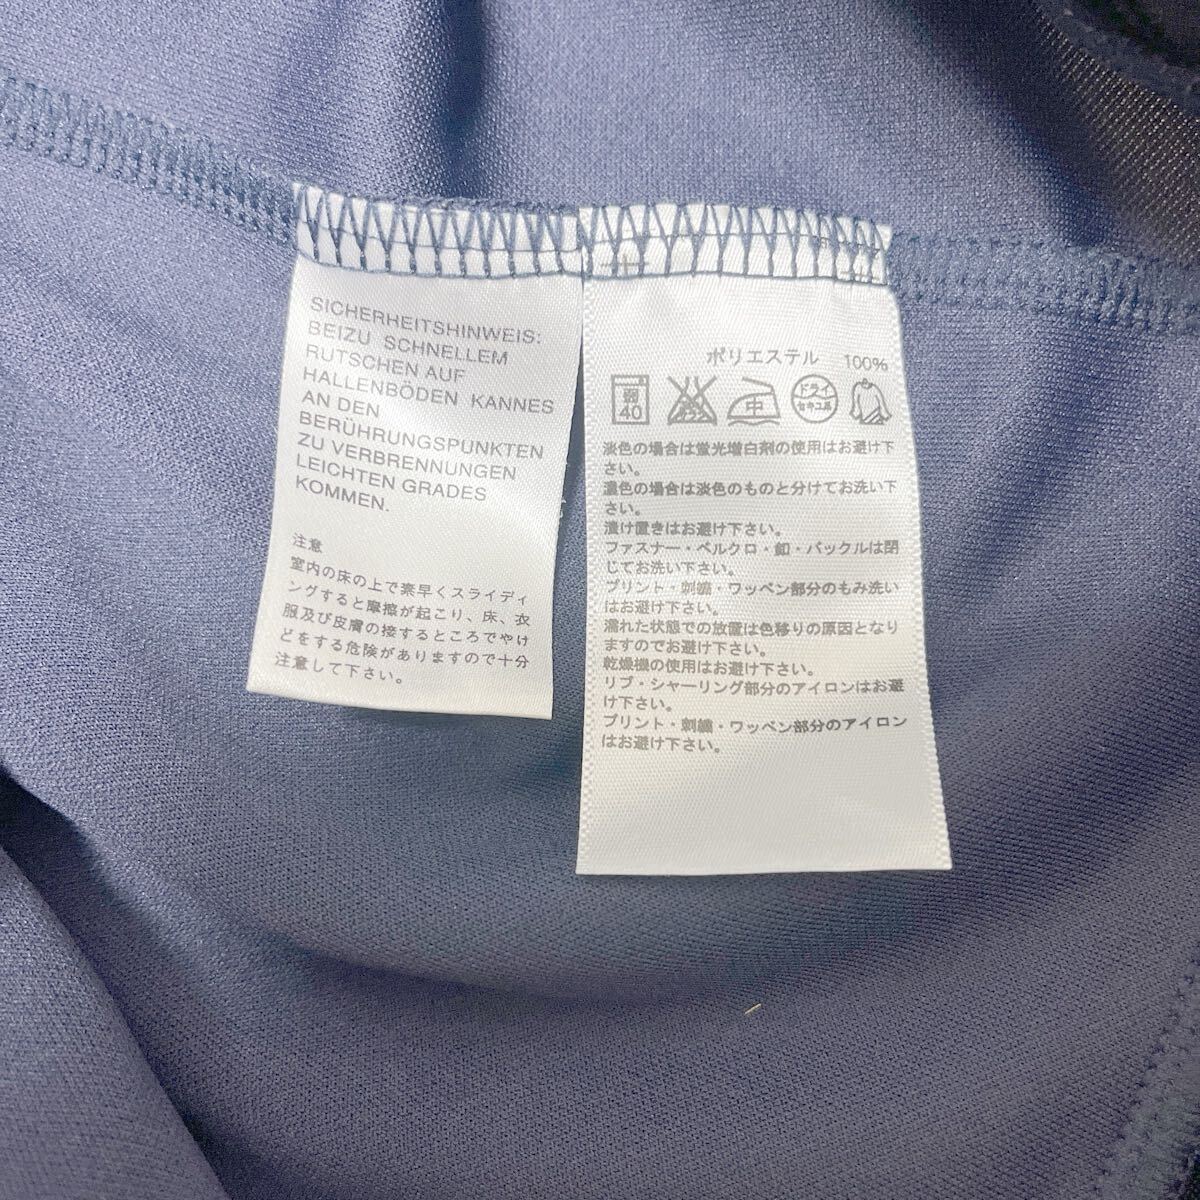 SICHERHEITSHINWEIS:
BEIZU SCHNELLEM
RUTSCHEN AUF
HALLENBÖDEN KANNES
AN DEN
BERÜHRUNGSPUNKTEN
ZU VERBRENNUNGEN
LEICHTEN GRADES
KOMMEN.
注意
室内の床の上で素早くスライディ
ングすると摩擦が起こり、床、衣
服及び皮膚の接するところでやけ
どをする危険がありますので十分
注意して下さい。
ポリエステル 100%
弱
40
中
ドライ
セキユ系
淡色の場合は蛍光増白剤の使用はお避け下
さい。
濃色の場合は淡色のものと分けてお洗い下
さい。
漬け置きはお避け下さい。
ファスナー・ベルクロ・釦・バックルは閉
じてお洗い下さい。
プリント・刺繍・ワッペン部分のもみ洗い
はお避け下さい。
濡れた状態での放置は色移りの原因となり
ますのでお避け下さい。
乾燥機の使用はお避け下さい。
リブ・シャーリング部分のアイロンはお避
け下さい。
プリント・刺繍・ワッペン部分のアイロン
はお避け下さい。